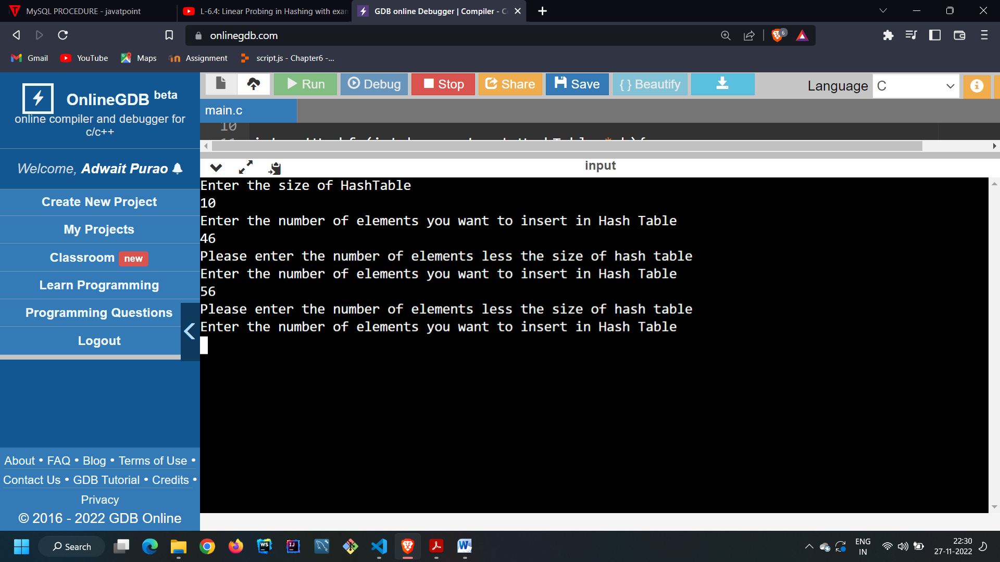 MySQL PROCEDURE - javatpoint
L-6.4: Linear Probing in Hashing with exam
GDB online Debugger | Compiler - C
onlinegdb.com
6
Gmail
YouTube
Maps
Assignment
script.js - Chapter6 -...
OnlineGDB beta
online compiler and debugger for
c/c++
Welcome, Adwait Purao
Create New Project
My Projects
Classroom new
Learn Programming
Programming Questions
Logout
About • FAQ • Blog • Terms of Use •
Contact Us • GDB Tutorial • Credits •
Privacy
© 2016 - 2022 GDB Online
Run
Debug
Stop
Share
Save
{ } Beautify
Language
C
main.c
10
input
Enter the size of HashTable
10
Enter the number of elements you want to insert in Hash Table
46
Please enter the number of elements less the size of hash table
Enter the number of elements you want to insert in Hash Table
56
Please enter the number of elements less the size of hash table
Enter the number of elements you want to insert in Hash Table
Search
WS
IJ
ENG
IN
22:30
27-11-2022